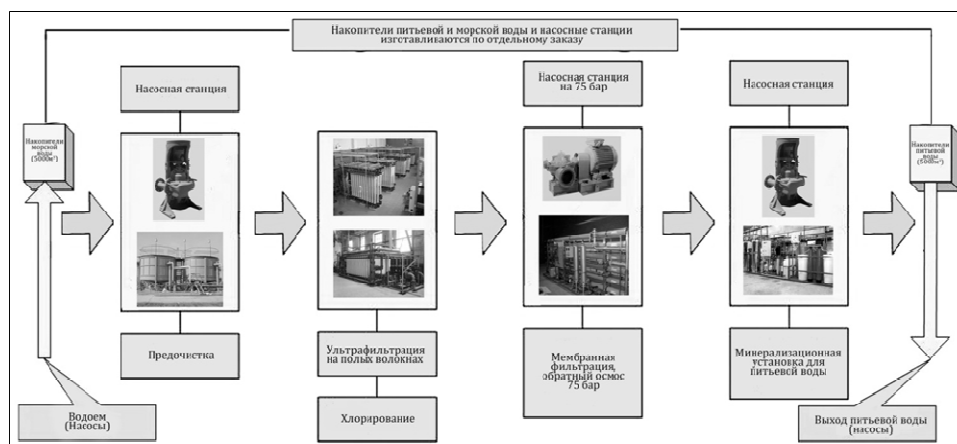 Накопители питьевой и морской воды и насосные станции
изготавливаются по отдельному заказу
Насосная станция
Насосная станция
на 75 бар
Насосная станция
Накопители
морской
воды
(5000м³)
Накопители
питьевой
воды
(5000м³)
Предочистка
Ультрафильтрация
на полых волокнах
Хлорирование
Мембранная
фильтрация,
обратный осмос
75 бар
Минерализационная
установка для
питьевой воды
Водоем
(Насосы)
Выход питьевой воды
(насосы)